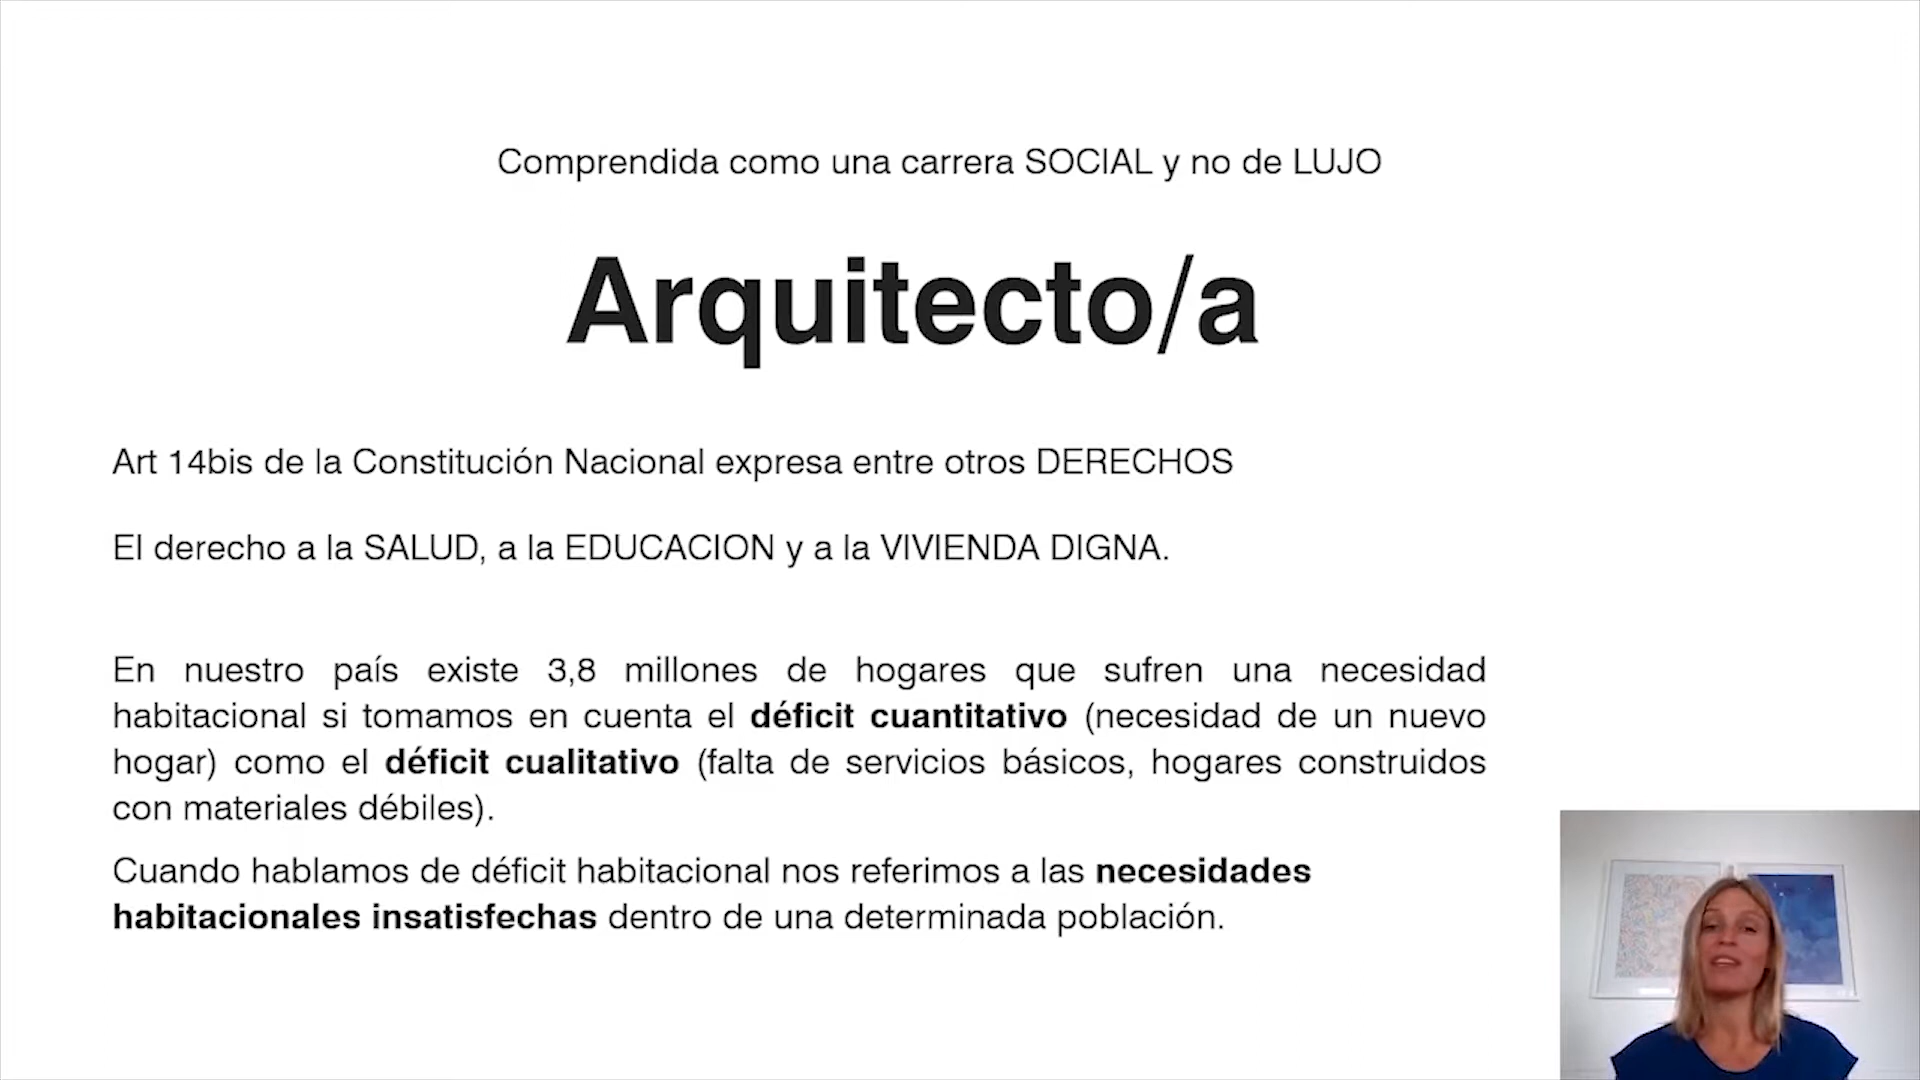 Comprendida como una carrera SOCIAL y no de LUJO
Arquitecto/a
Art 14bis de la Constitución Nacional expresa entre otros DERECHOS
El derecho a la SALUD, a la EDUCACION y a la VIVIENDA DIGNA.
En nuestro país existe 3,8 millones de hogares que sufren una necesidad
habitacional si tomamos en cuenta el déficit cuantitativo (necesidad de un nuevo
hogar) como el déficit cualitativo (falta de servicios básicos, hogares construidos
con materiales débiles).
Cuando hablamos de déficit habitacional nos referimos a las necesidades
habitacionales insatisfechas dentro de una determinada población.